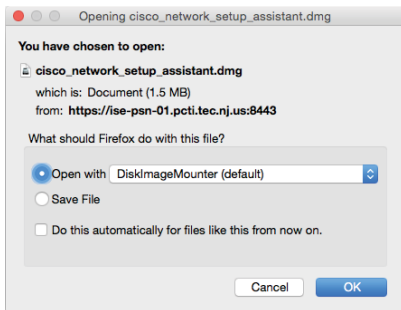 Opening cisco_network_setup_assistant.dmg
You have chosen to open:
cisco_network_setup_assistant.dmg
which is: Document (1.5 MB)
from: https://ise-psn-01.pcti.tec.nj.us:8443
What should Firefox do with this file?
Open with DiskImageMounter (default)
Save File
Do this automatically for files like this from now on.
Cancel OK